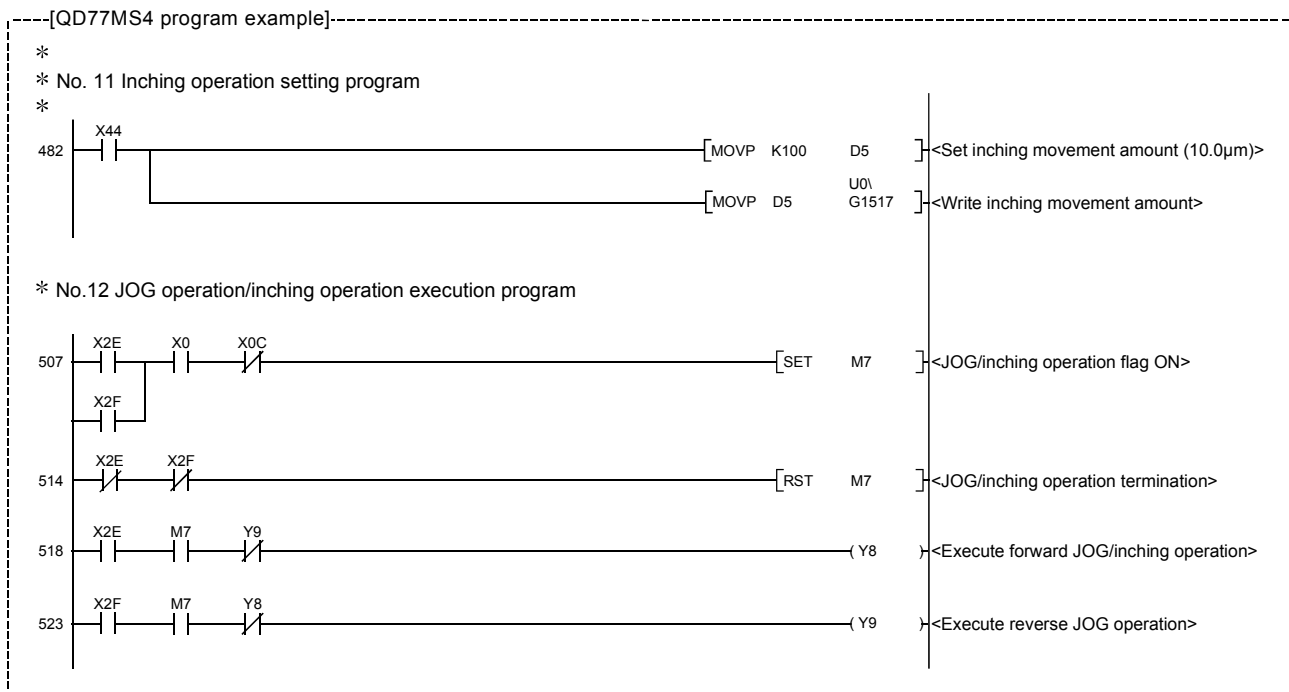 [QD77MS4 program example]
*
* No. 11 Inching operation setting program
*
X44
482 [MOVP K100 D5 ] <Set inching movement amount (10.0µm)>
U0\
[MOVP D5 G1517 ] <Write inching movement amount>
* No.12 JOG operation/inching operation execution program
X2E X0 X0C
507 [SET M7 ] <JOG/inching operation flag ON>
X2F
X2E X2F
514 [RST M7 ] <JOG/inching operation termination>
X2E M7 Y9
518 ( Y8 ) <Execute forward JOG/inching operation>
X2F M7 Y8
523 ( Y9 ) <Execute reverse JOG operation>